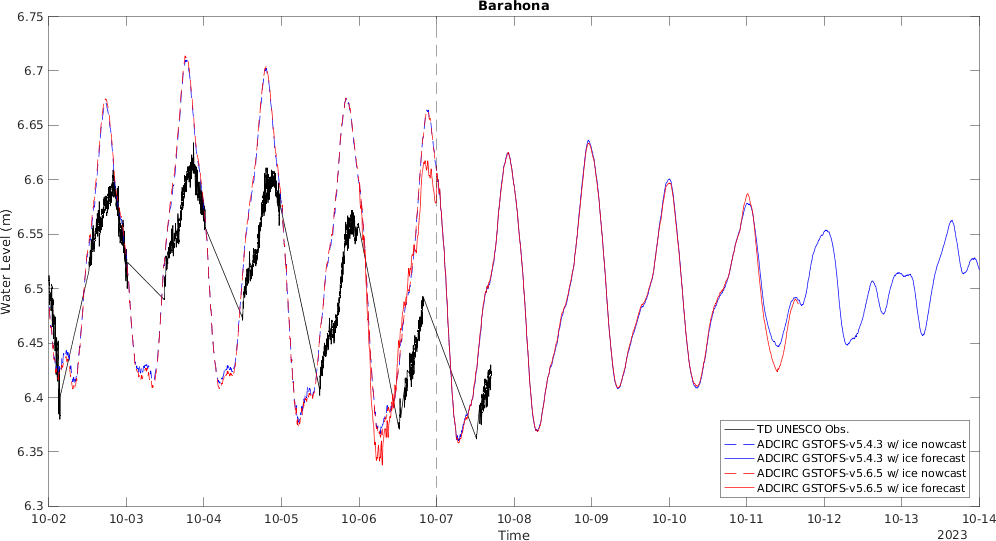 Barahona
6.75
6.7
6.65
6.6
6.55
6.5
6.45
6.4
6.35
6.3
Water Level (m)
TD UNESCO Obs.
ADCIRC GSTOFS-v5.4.3 w/ ice nowcast
ADCIRC GSTOFS-v5.4.3 w/ ice forecast
ADCIRC GSTOFS-v5.6.5 w/ ice nowcast
ADCIRC GSTOFS-v5.6.5 w/ ice forecast
10-02 10-03 10-04 10-05 10-06 10-07 10-08 10-09 10-10 10-11 10-12 10-13 10-14
Time
2023